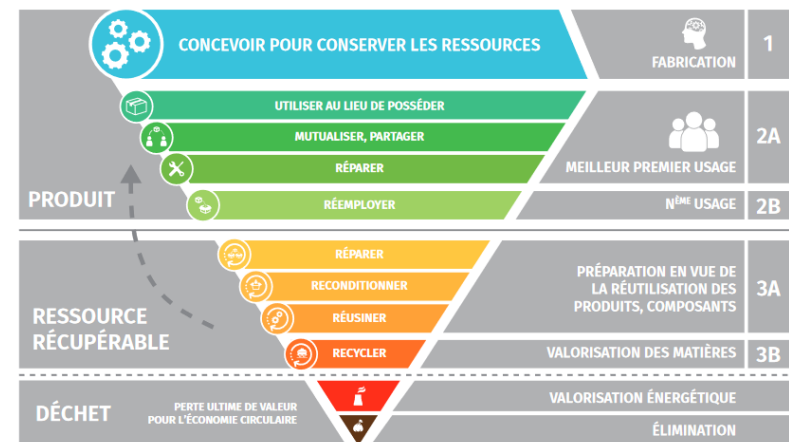 CONCEVOIR POUR CONSERVER LES RESSOURCES
FABRICATION
1
UTILISER AU LIEU DE POSSÉDER
MUTUALISER, PARTAGER
RÉPARER
MEILLEUR PREMIER USAGE
2A
PRODUIT
RÉEMPLOYER
NÈME USAGE
2B
RÉPARER
RECONDITIONNER
RÉUSINER
PRÉPARATION EN VUE DE
LA RÉUTILISATION DES
PRODUITS, COMPOSANTS
3A
RESSOURCE
RÉCUPÉRABLE
RECYCLER
VALORISATION DES MATIÈRES
3B
DÉCHET
PERTE ULTIME DE VALEUR
POUR L'ÉCONOMIE CIRCULAIRE
VALORISATION ÉNERGÉTIQUE
ÉLIMINATION